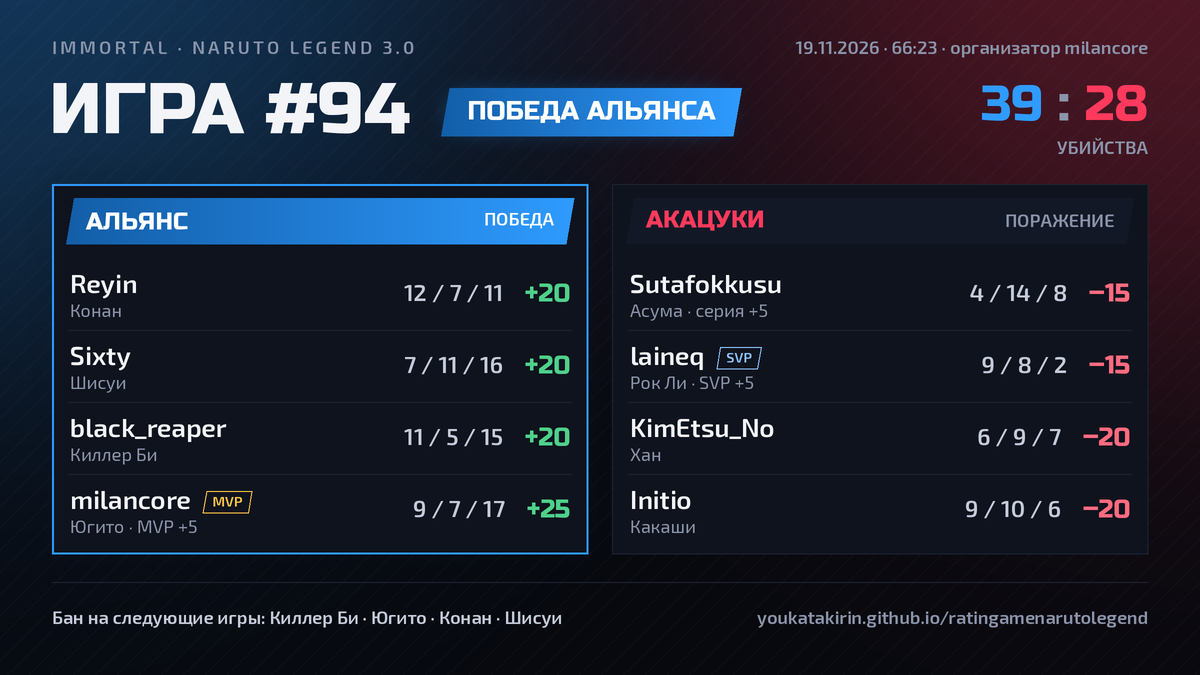 IMMORTAL · NARUTO LEGEND 3.0
19.11.2026 · 66:23 · организатор milancore
ИГРА #94
ПОБЕДА АЛЬЯНСА
39 : 28
УБИЙСТВА
АЛЬЯНС ПОБЕДА
Reyin 12 / 7 / 11 +20
Конан
Sixty 7 / 11 / 16 +20
Шисуи
black_reaper 11 / 5 / 15 +20
Киллер Би
milancore MVP 9 / 7 / 17 +25
Югито · MVP +5
АКАЦУКИ ПОРАЖЕНИЕ
Sutafokkusu 4 / 14 / 8 −15
Асума · серия +5
laineq SVP 9 / 8 / 2 −15
Рок Ли · SVP +5
KimEtsu_No 6 / 9 / 7 −20
Хан
Initio 9 / 10 / 6 −20
Какаши
Бан на следующие игры: Киллер Би · Югито · Конан · Шисуи
youkatakirin.github.io/ratingamenarutolegend